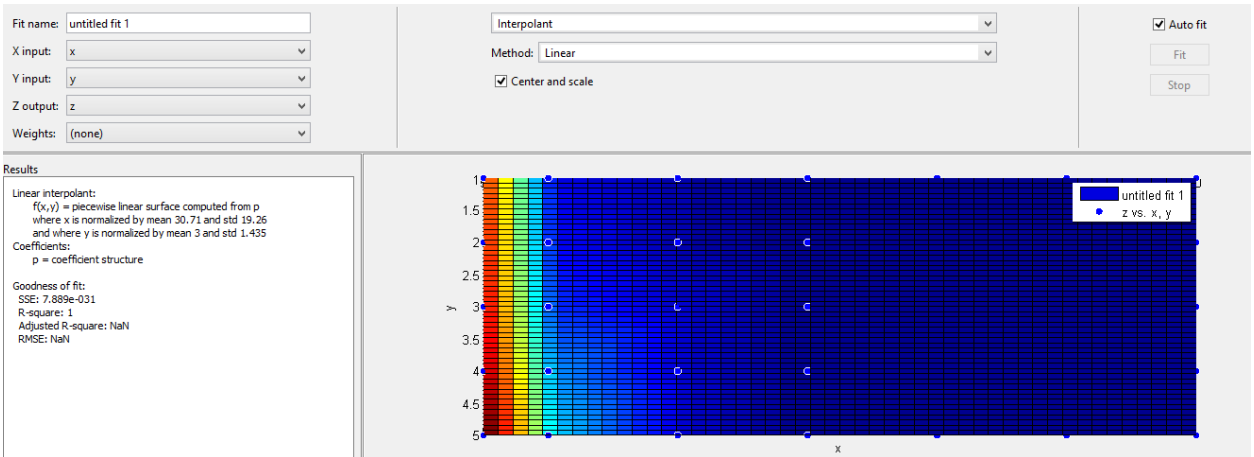 Fit name: untitled fit 1
X input: x
Y input: y
Z output: z
Weights: (none)
Interpolant
Method: Linear
Center and scale
Auto fit
Fit
Stop
Results
Linear interpolant:
f(x,y) = piecewise linear surface computed from p
where x is normalized by mean 30.71 and std 19.26
and where y is normalized by mean 3 and std 1.435
Coefficients:
p = coefficient structure
Goodness of fit:
SSE: 7.889e-031
R-square: 1
Adjusted R-square: NaN
RMSE: NaN
1
1.5
2
2.5
3
3.5
4
4.5
5
y
x
untitled fit 1
z vs. x, y